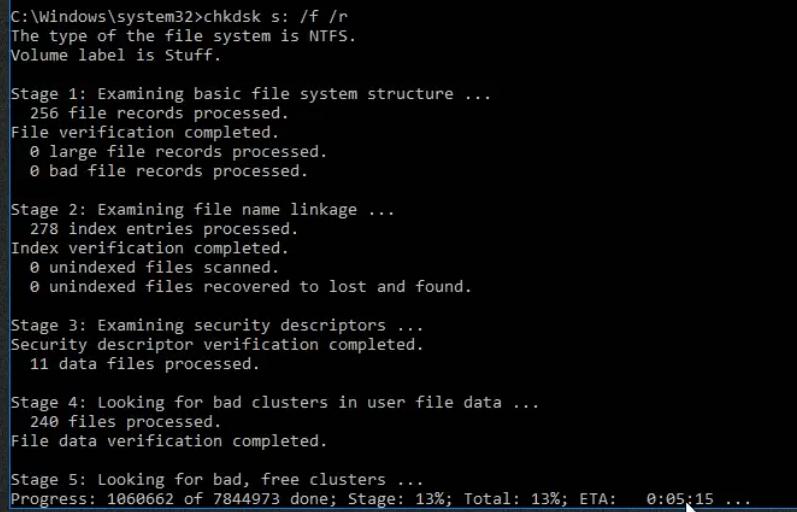 C:\Windows\system32>chkdsk s: /f /r
The type of the file system is NTFS.
Volume label is Stuff.
Stage 1: Examining basic file system structure ...
256 file records processed.
File verification completed.
0 large file records processed.
0 bad file records processed.
Stage 2: Examining file name linkage ...
278 index entries processed.
Index verification completed.
0 unindexed files scanned.
0 unindexed files recovered to lost and found.
Stage 3: Examining security descriptors ...
Security descriptor verification completed.
11 data files processed.
Stage 4: Looking for bad clusters in user file data ...
240 files processed.
File data verification completed.
Stage 5: Looking for bad, free clusters ...
Progress: 1060662 of 7844973 done; Stage: 13%; Total: 13%; ETA:   0:05:15 ...